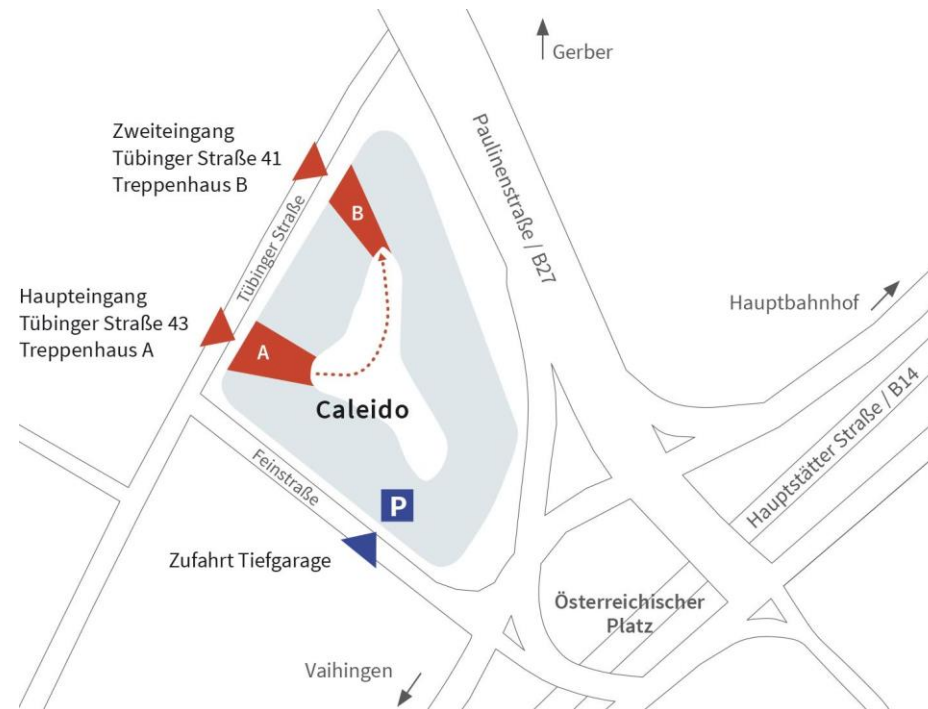 Gerber
Zweiteingang
Tübinger Straße 41
Treppenhaus B
Paulinenstraße / B27
B
Tübinger Straße
Haupteingang
Tübinger Straße 43
Treppenhaus A
Hauptbahnhof
A
Caleido
Hauptstätter Straße / B14
Feinstraße
P
Zufahrt Tiefgarage
Österreichischer
Platz
Vaihingen